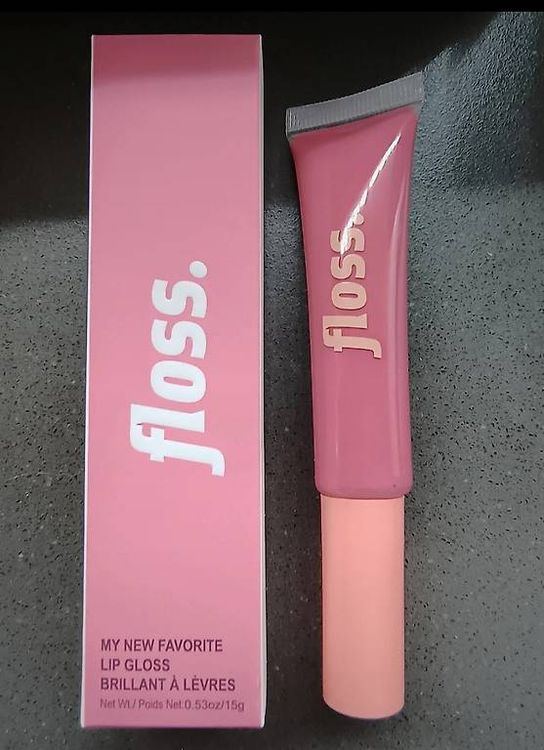 floss.
MY NEW FAVORITE
LIP GLOSS
BRILLANT À LÈVRES
Net Wt./ Poids Net:0.53oz/15g
floss.